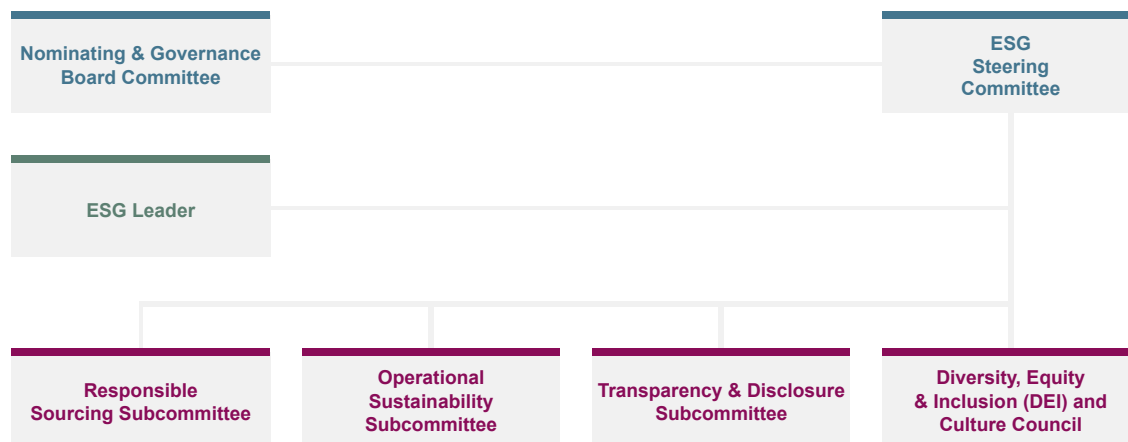 Nominating & Governance
Board Committee
ESG
Steering
Committee
ESG Leader
Responsible
Sourcing Subcommittee
Operational
Sustainability
Subcommittee
Transparency & Disclosure
Subcommittee
Diversity, Equity
& Inclusion (DEI) and
Culture Council